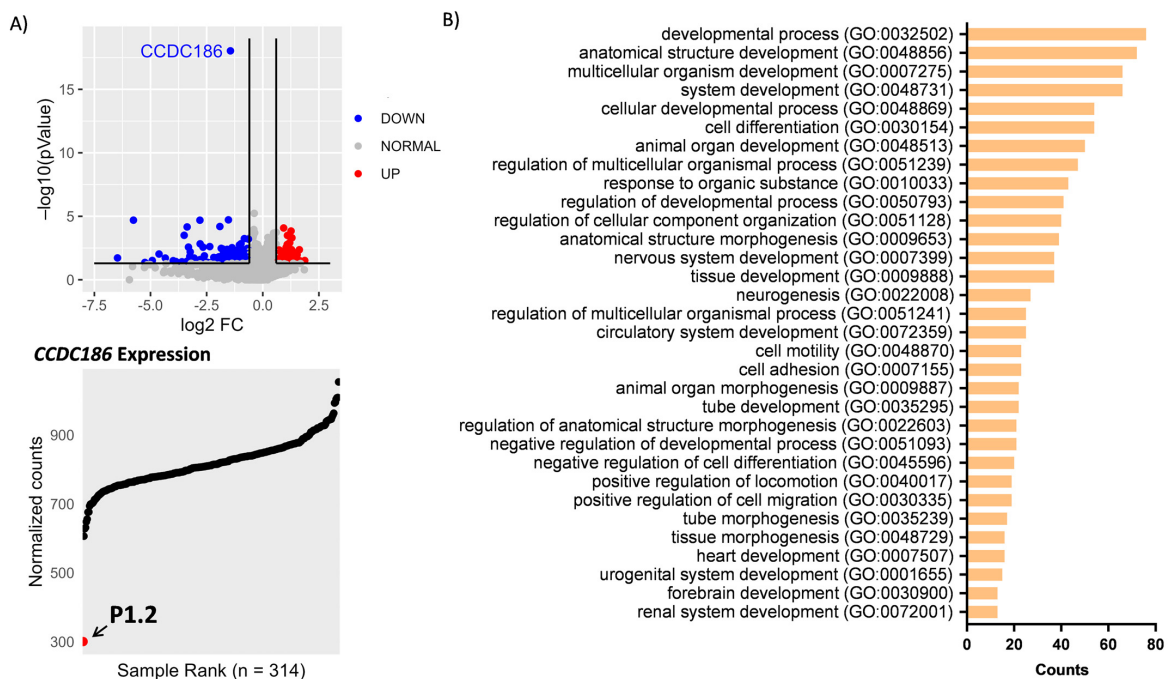 A)
CCDC186
15
10
5
0
−log10(pValue)
-7.5
-5.0
-2.5
0.0
2.5
log2 FC
DOWN
NORMAL
UP
CCDC186 Expression
900
700
500
300
Normalized counts
P1.2
Sample Rank (n = 314)
B)
developmental process (GO:0032502)
anatomical structure development (GO:0048856)
multicellular organism development (GO:0007275)
system development (GO:0048731)
cellular developmental process (GO:0048869)
cell differentiation (GO:0030154)
animal organ development (GO:0048513)
regulation of multicellular organismal process (GO:0051239)
response to organic substance (GO:0010033)
regulation of developmental process (GO:0050793)
regulation of cellular component organization (GO:0051128)
anatomical structure morphogenesis (GO:0009653)
nervous system development (GO:0007399)
tissue development (GO:0009888)
neurogenesis (GO:0022008)
regulation of multicellular organismal process (GO:0051241)
circulatory system development (GO:0072359)
cell motility (GO:0048870)
cell adhesion (GO:0007155)
animal organ morphogenesis (GO:0009887)
tube development (GO:0035295)
regulation of anatomical structure morphogenesis (GO:0022603)
negative regulation of developmental process (GO:0051093)
negative regulation of cell differentiation (GO:0045596)
positive regulation of locomotion (GO:0040017)
positive regulation of cell migration (GO:0030335)
tube morphogenesis (GO:0035239)
tissue morphogenesis (GO:0048729)
heart development (GO:0007507)
urogenital system development (GO:0001655)
forebrain development (GO:0030900)
renal system development (GO:0072001)
0
20
40
60
80
Counts